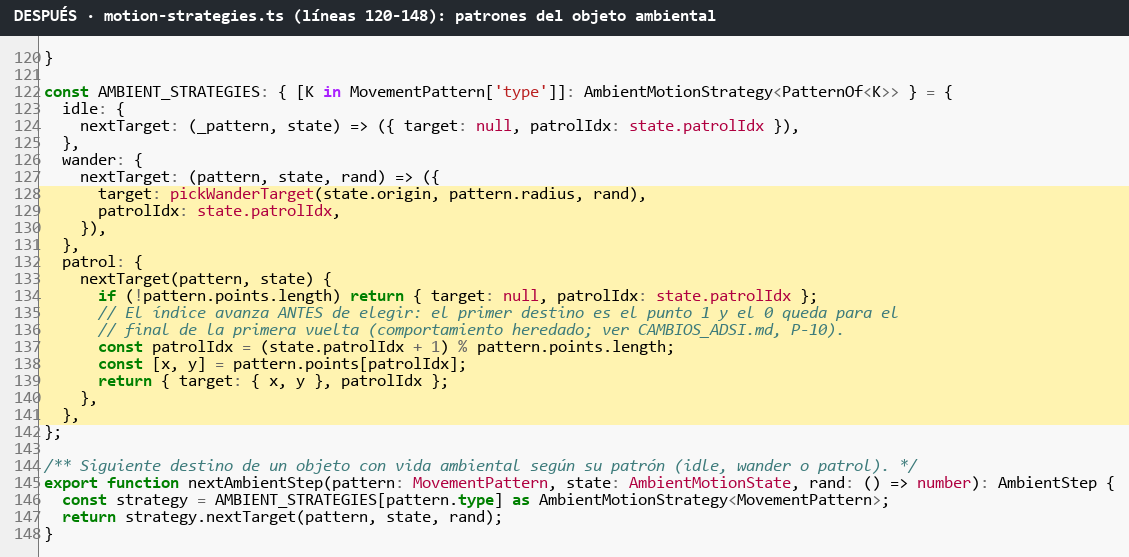 DESPUÉS · motion-strategies.ts (líneas 120-148): patrones del objeto ambiental
120 }
121
122 const AMBIENT_STRATEGIES: { [K in MovementPattern['type']]: AmbientMotionStrategy<PatternOf<K>> } = {
123   idle: {
124     nextTarget: (_pattern, state) => ({ target: null, patrolIdx: state.patrolIdx }),
125   },
126   wander: {
127     nextTarget: (pattern, state, rand) => ({
128       target: pickWanderTarget(state.origin, pattern.radius, rand),
129       patrolIdx: state.patrolIdx,
130     }),
131   },
132   patrol: {
133     nextTarget(pattern, state) {
134       if (!pattern.points.length) return { target: null, patrolIdx: state.patrolIdx };
135       // El índice avanza ANTES de elegir: el primer destino es el punto 1 y el 0 queda para el
136       // final de la primera vuelta (comportamiento heredado; ver CAMBIOS_ADSI.md, P-10).
137       const patrolIdx = (state.patrolIdx + 1) % pattern.points.length;
138       const [x, y] = pattern.points[patrolIdx];
139       return { target: { x, y }, patrolIdx };
140     },
141   },
142 };
143
144 /** Siguiente destino de un objeto con vida ambiental según su patrón (idle, wander o patrol). */
145 export function nextAmbientStep(pattern: MovementPattern, state: AmbientMotionState, rand: () => number): AmbientStep {
146   const strategy = AMBIENT_STRATEGIES[pattern.type] as AmbientMotionStrategy<MovementPattern>;
147   return strategy.nextTarget(pattern, state, rand);
148 }